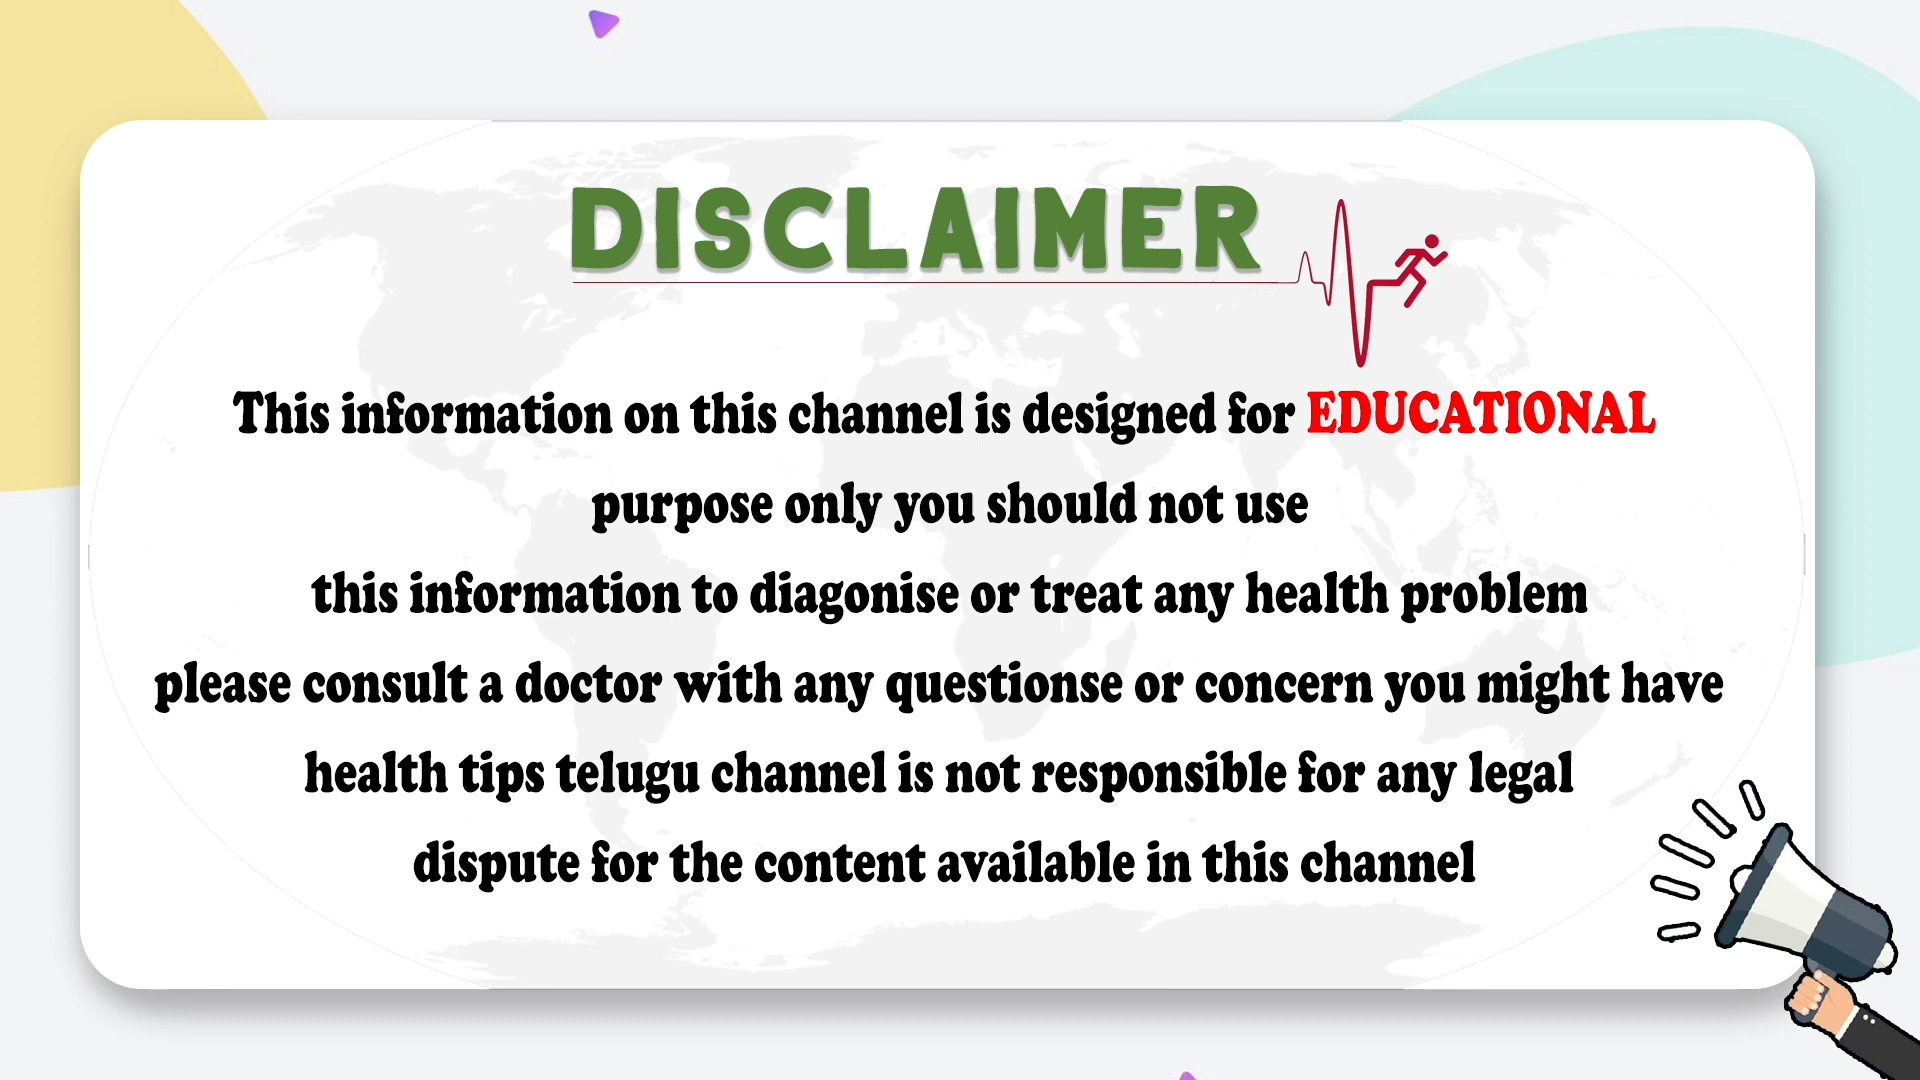 DISCLAIMER
This information on this channel is designed for EDUCATIONAL
purpose only you should not use
this information to diagonise or treat any health problem
please consult a doctor with any questionse or concern you might have
health tips telugu channel is not responsible for any legal
dispute for the content available in this channel